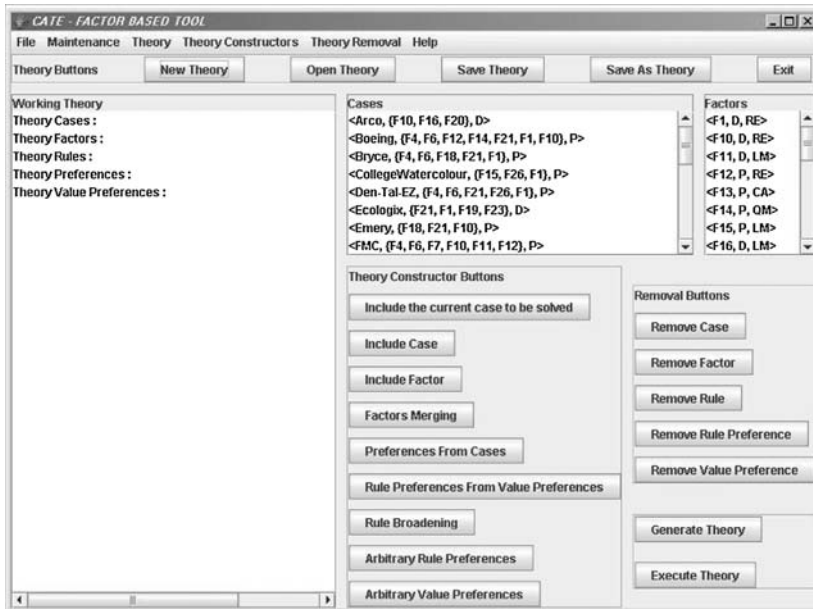 CATE - FACTOR BASED TOOL
File Maintenance Theory Theory Constructors Theory Removal Help
Theory Buttons New Theory Open Theory Save Theory Save As Theory Exit
Working Theory
Theory Cases :
Theory Factors :
Theory Rules :
Theory Preferences :
Theory Value Preferences :
Cases
<Arco, {F10, F16, F20}, D>
<Boeing, {F4, F6, F12, F14, F21, F1, F10}, P>
<Bryce, {F4, F6, F18, F21, F1}, P>
<CollegeWatercolour, {F15, F26, F1}, P>
<Den-Tal-EZ, {F4, F6, F21, F26, F1}, P>
<Ecologix, {F21, F1, F19, F23}, D>
<Emery, {F18, F21, F10}, P>
<FMC, {F4, F6, F7, F10, F11, F12}, P>
Factors
<F1, D, RE>
<F10, D, RE>
<F11, D, LM>
<F12, P, RE>
<F13, P, CA>
<F14, P, QM>
<F15, P, LM>
<F16, D, LM>
Theory Constructor Buttons
Include the current case to be solved
Include Case
Include Factor
Factors Merging
Preferences From Cases
Rule Preferences From Value Preferences
Rule Broadening
Arbitrary Rule Preferences
Arbitrary Value Preferences
Removal Buttons
Remove Case
Remove Factor
Remove Rule
Remove Rule Preference
Remove Value Preference
Generate Theory
Execute Theory